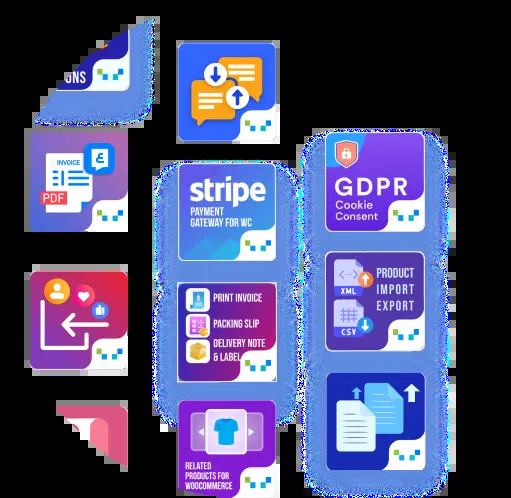 ONS
INVOICE
PDF
stripe
PAYMENT
GATEWAY FOR WC
PRINT INVOICE
PACKING SLIP
DELIVERY NOTE
& LABEL
RELATED
PRODUCTS FOR
WOOCOMMERCE
GDPR
Cookie
Consent
XML
CSV
PRODUCT
IMPORT
EXPORT